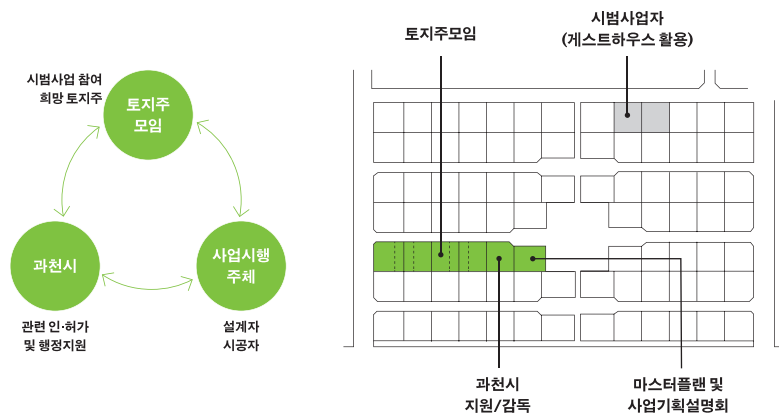 시범사업 참여
희망 토지주
토지주
모임
과천시
사업시행
주체
관련 인·허가
및 행정지원
설계자
시공자
토지주모임
시범사업자
(게스트하우스 활용)
과천시
지원/감독
마스터플랜 및
사업기획설명회